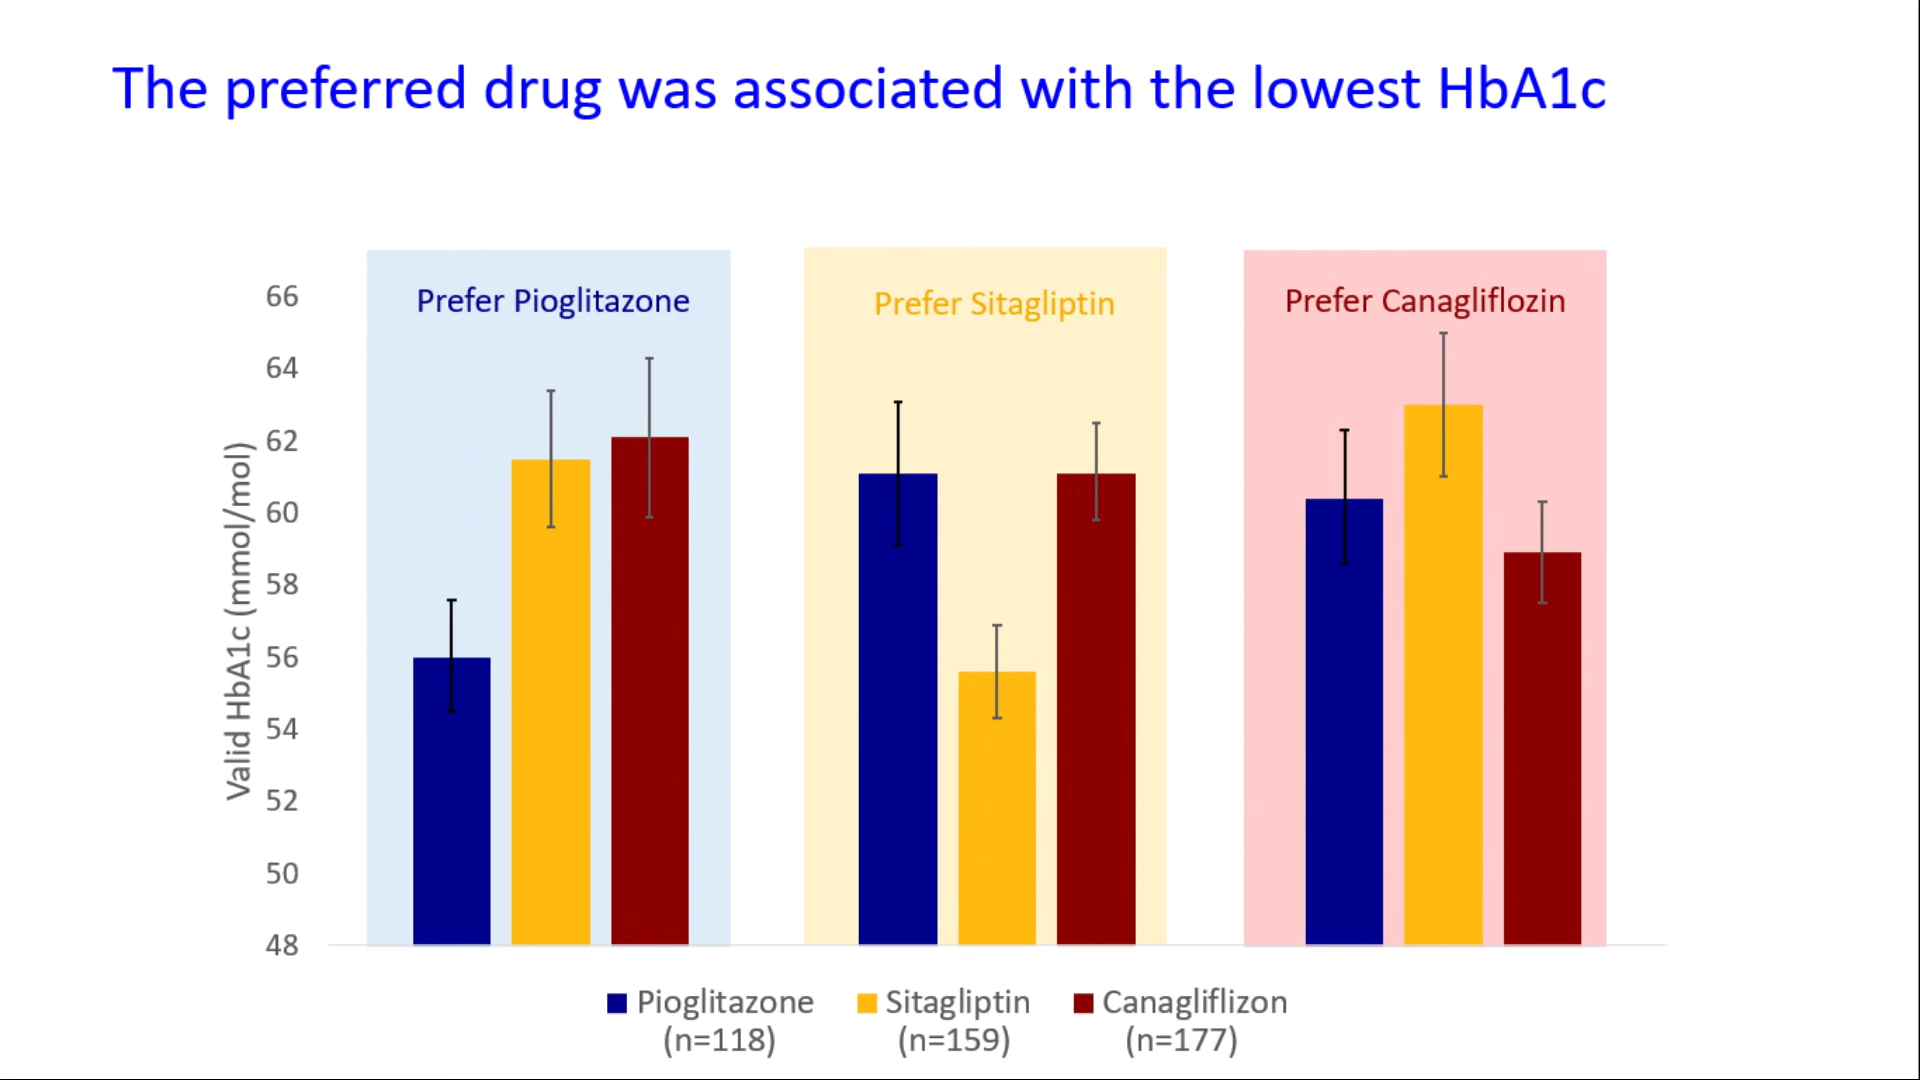 The preferred drug was associated with the lowest HbA1c
Prefer Pioglitazone
Prefer Sitagliptin
Prefer Canagliflozin
Valid HbA1c (mmol/mol)
66
64
62
60
58
56
54
52
50
48
Pioglitazone
(n=118)
Sitagliptin
(n=159)
Canagliflizon
(n=177)